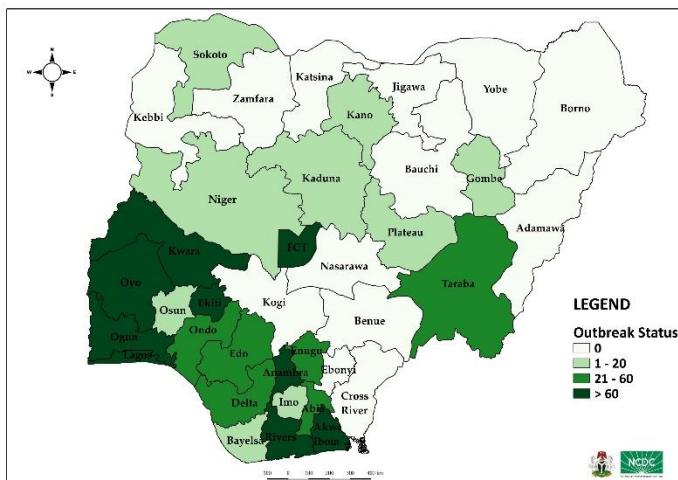 Sokoto
Katsina
Jigawa
Yobe
Borno
Zamfara
Kebbi
Kano
Bauchi
Gombe
Kaduna
Niger
Adamawa
Plateau
FCT
Kwara
Nasarawa
Taraba
Oyo
Ekiti
Osun
Kogi
Benue
Ondo
Ogun
Lagos
Edo
Enugu
Anambra
Ebonyi
Cross
River
Delta
Imo
Abia
Akwa
Ibom
Bayelsa
Rivers
LEGEND
Outbreak Status
0
1 - 20
21 - 60
> 60
NCDC